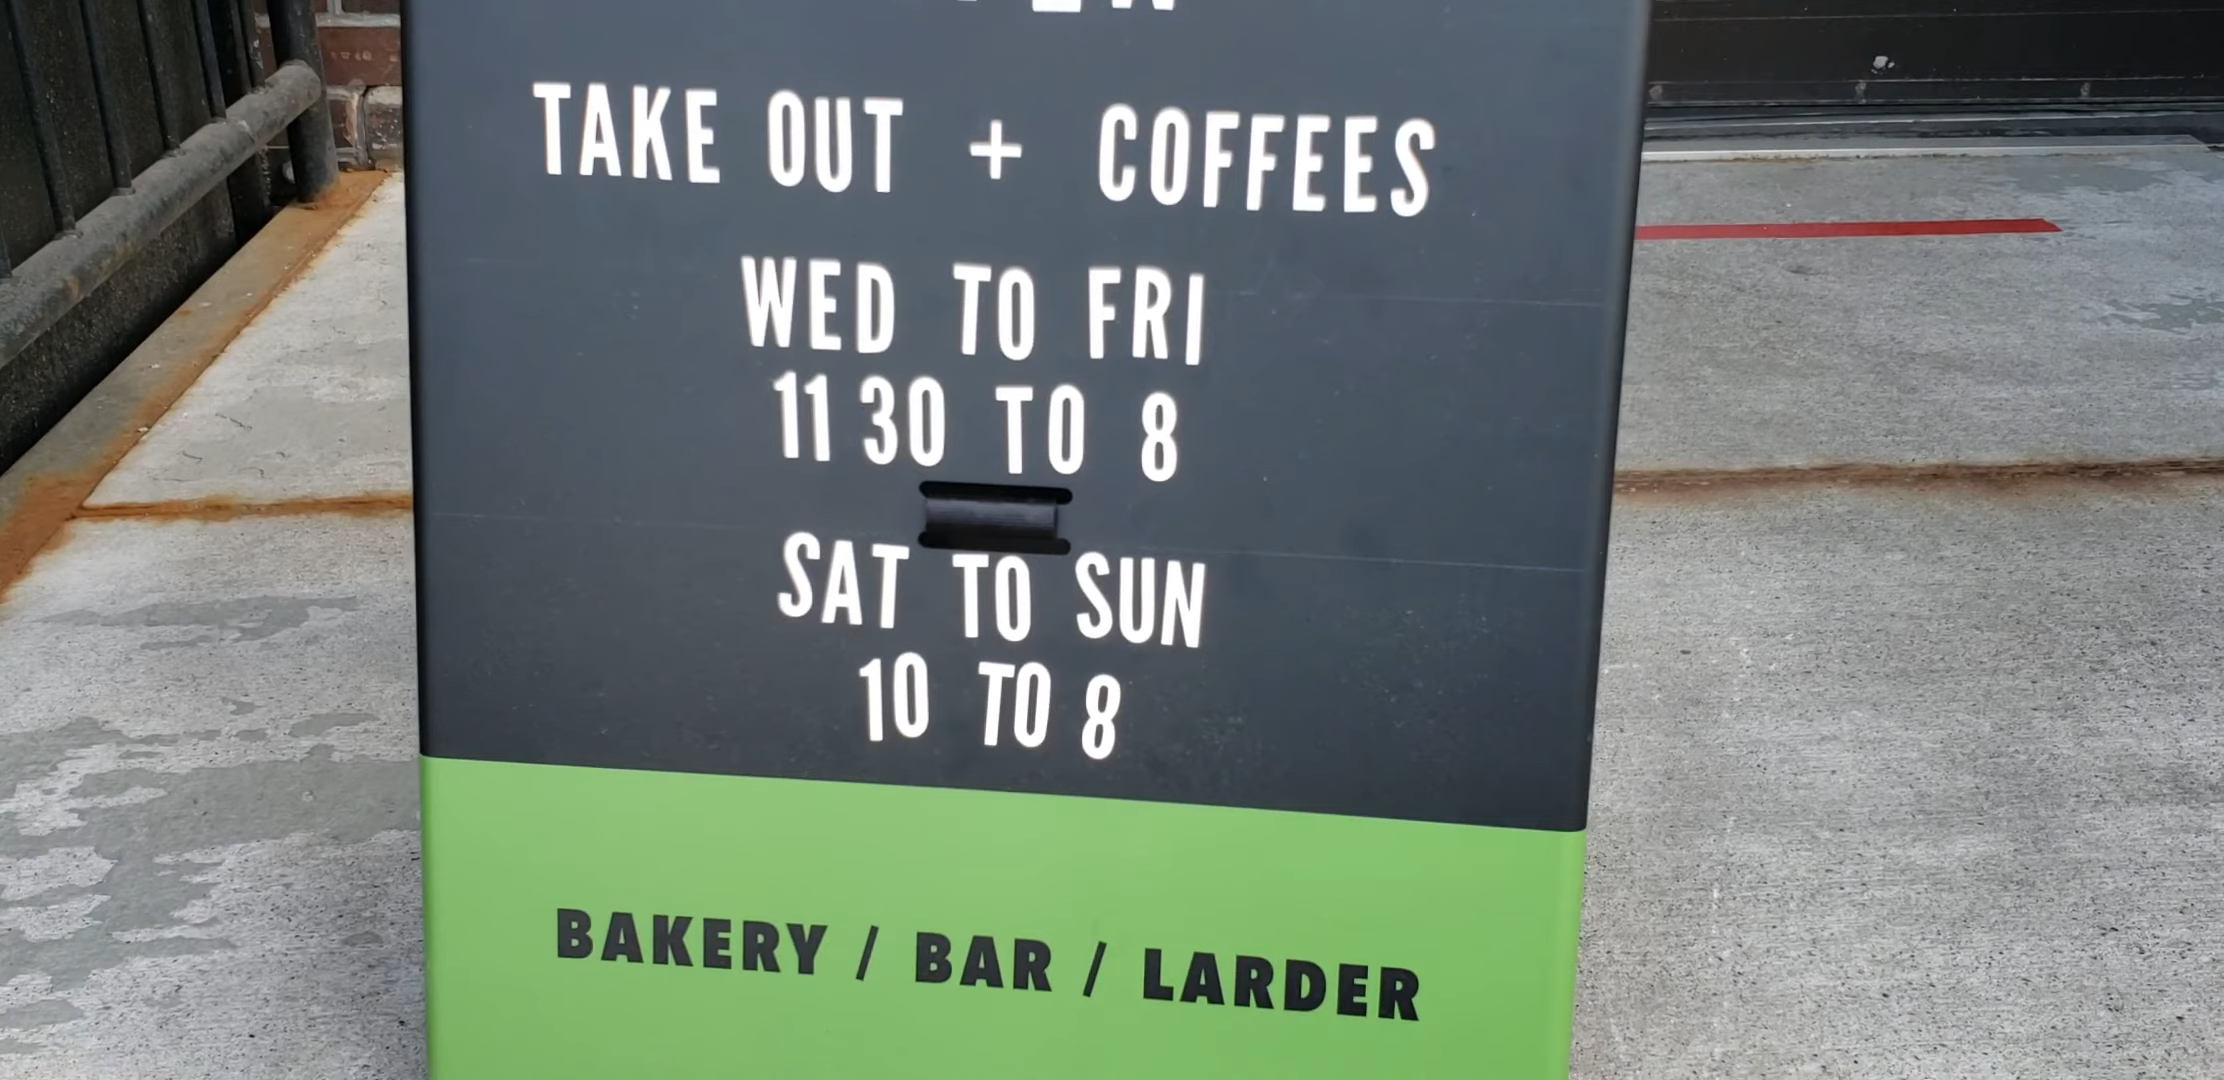 TAKE OUT + COFFEES
WED TO FRI
11 30 TO 8
SAT TO SUN
10 TO 8
BAKERY / BAR / LARDER